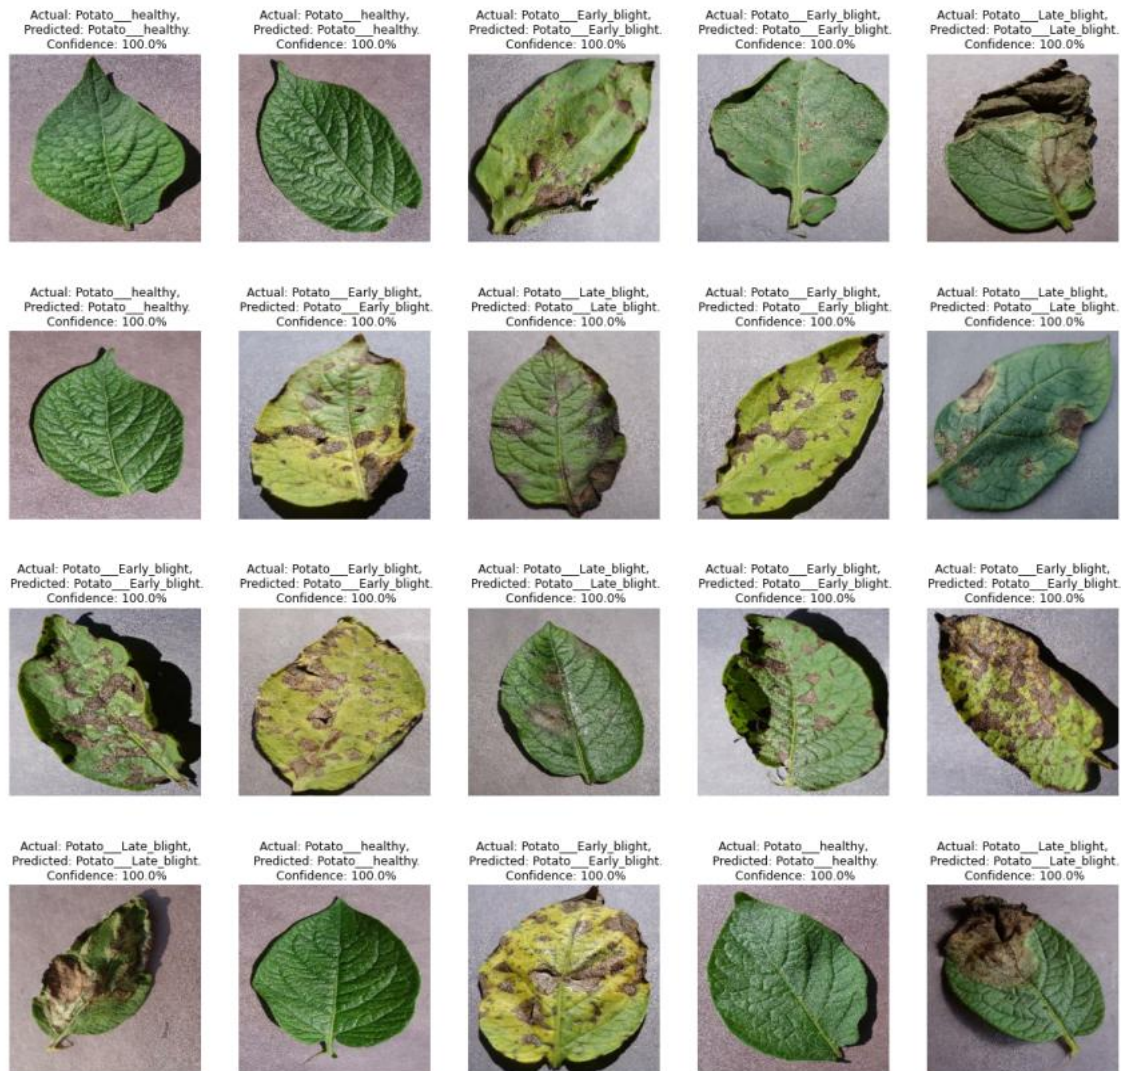 Actual: Potato___healthy,
Predicted: Potato___healthy.
Confidence: 100.0%
Actual: Potato___healthy,
Predicted: Potato___healthy.
Confidence: 100.0%
Actual: Potato___Early_blight,
Predicted: Potato___Early_blight.
Confidence: 100.0%
Actual: Potato___Early_blight,
Predicted: Potato___Early_blight.
Confidence: 100.0%
Actual: Potato___Late_blight,
Predicted: Potato___Late_blight.
Confidence: 100.0%
Actual: Potato___healthy,
Predicted: Potato___healthy.
Confidence: 100.0%
Actual: Potato___Early_blight,
Predicted: Potato___Early_blight.
Confidence: 100.0%
Actual: Potato___Late_blight,
Predicted: Potato___Late_blight.
Confidence: 100.0%
Actual: Potato___Early_blight,
Predicted: Potato___Early_blight.
Confidence: 100.0%
Actual: Potato___Late_blight,
Predicted: Potato___Late_blight.
Confidence: 100.0%
Actual: Potato___Early_blight,
Predicted: Potato___Early_blight.
Confidence: 100.0%
Actual: Potato___Early_blight,
Predicted: Potato___Early_blight.
Confidence: 100.0%
Actual: Potato___Late_blight,
Predicted: Potato___Late_blight.
Confidence: 100.0%
Actual: Potato___Early_blight,
Predicted: Potato___Early_blight.
Confidence: 100.0%
Actual: Potato___Early_blight,
Predicted: Potato___Early_blight.
Confidence: 100.0%
Actual: Potato___Late_blight,
Predicted: Potato___Late_blight.
Confidence: 100.0%
Actual: Potato___healthy,
Predicted: Potato___healthy.
Confidence: 100.0%
Actual: Potato___Early_blight,
Predicted: Potato___Early_blight.
Confidence: 100.0%
Actual: Potato___healthy,
Predicted: Potato___healthy.
Confidence: 100.0%
Actual: Potato___Late_blight,
Predicted: Potato___Late_blight.
Confidence: 100.0%